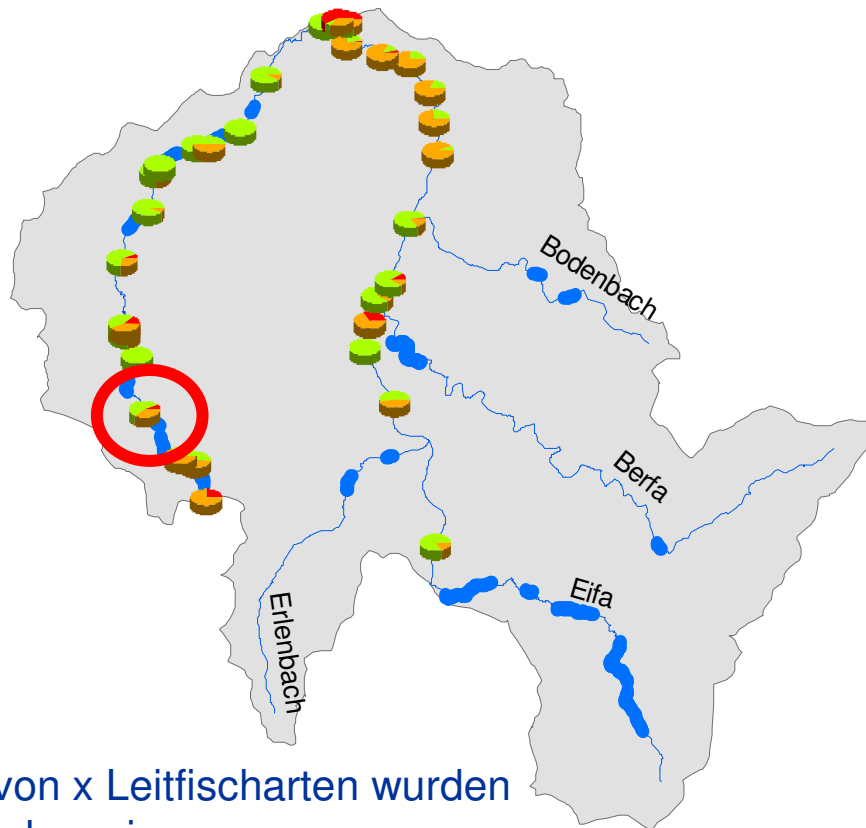 Bodenbach
Berfa
Eifa
Erlenbach
von x Leitfischarten wurden